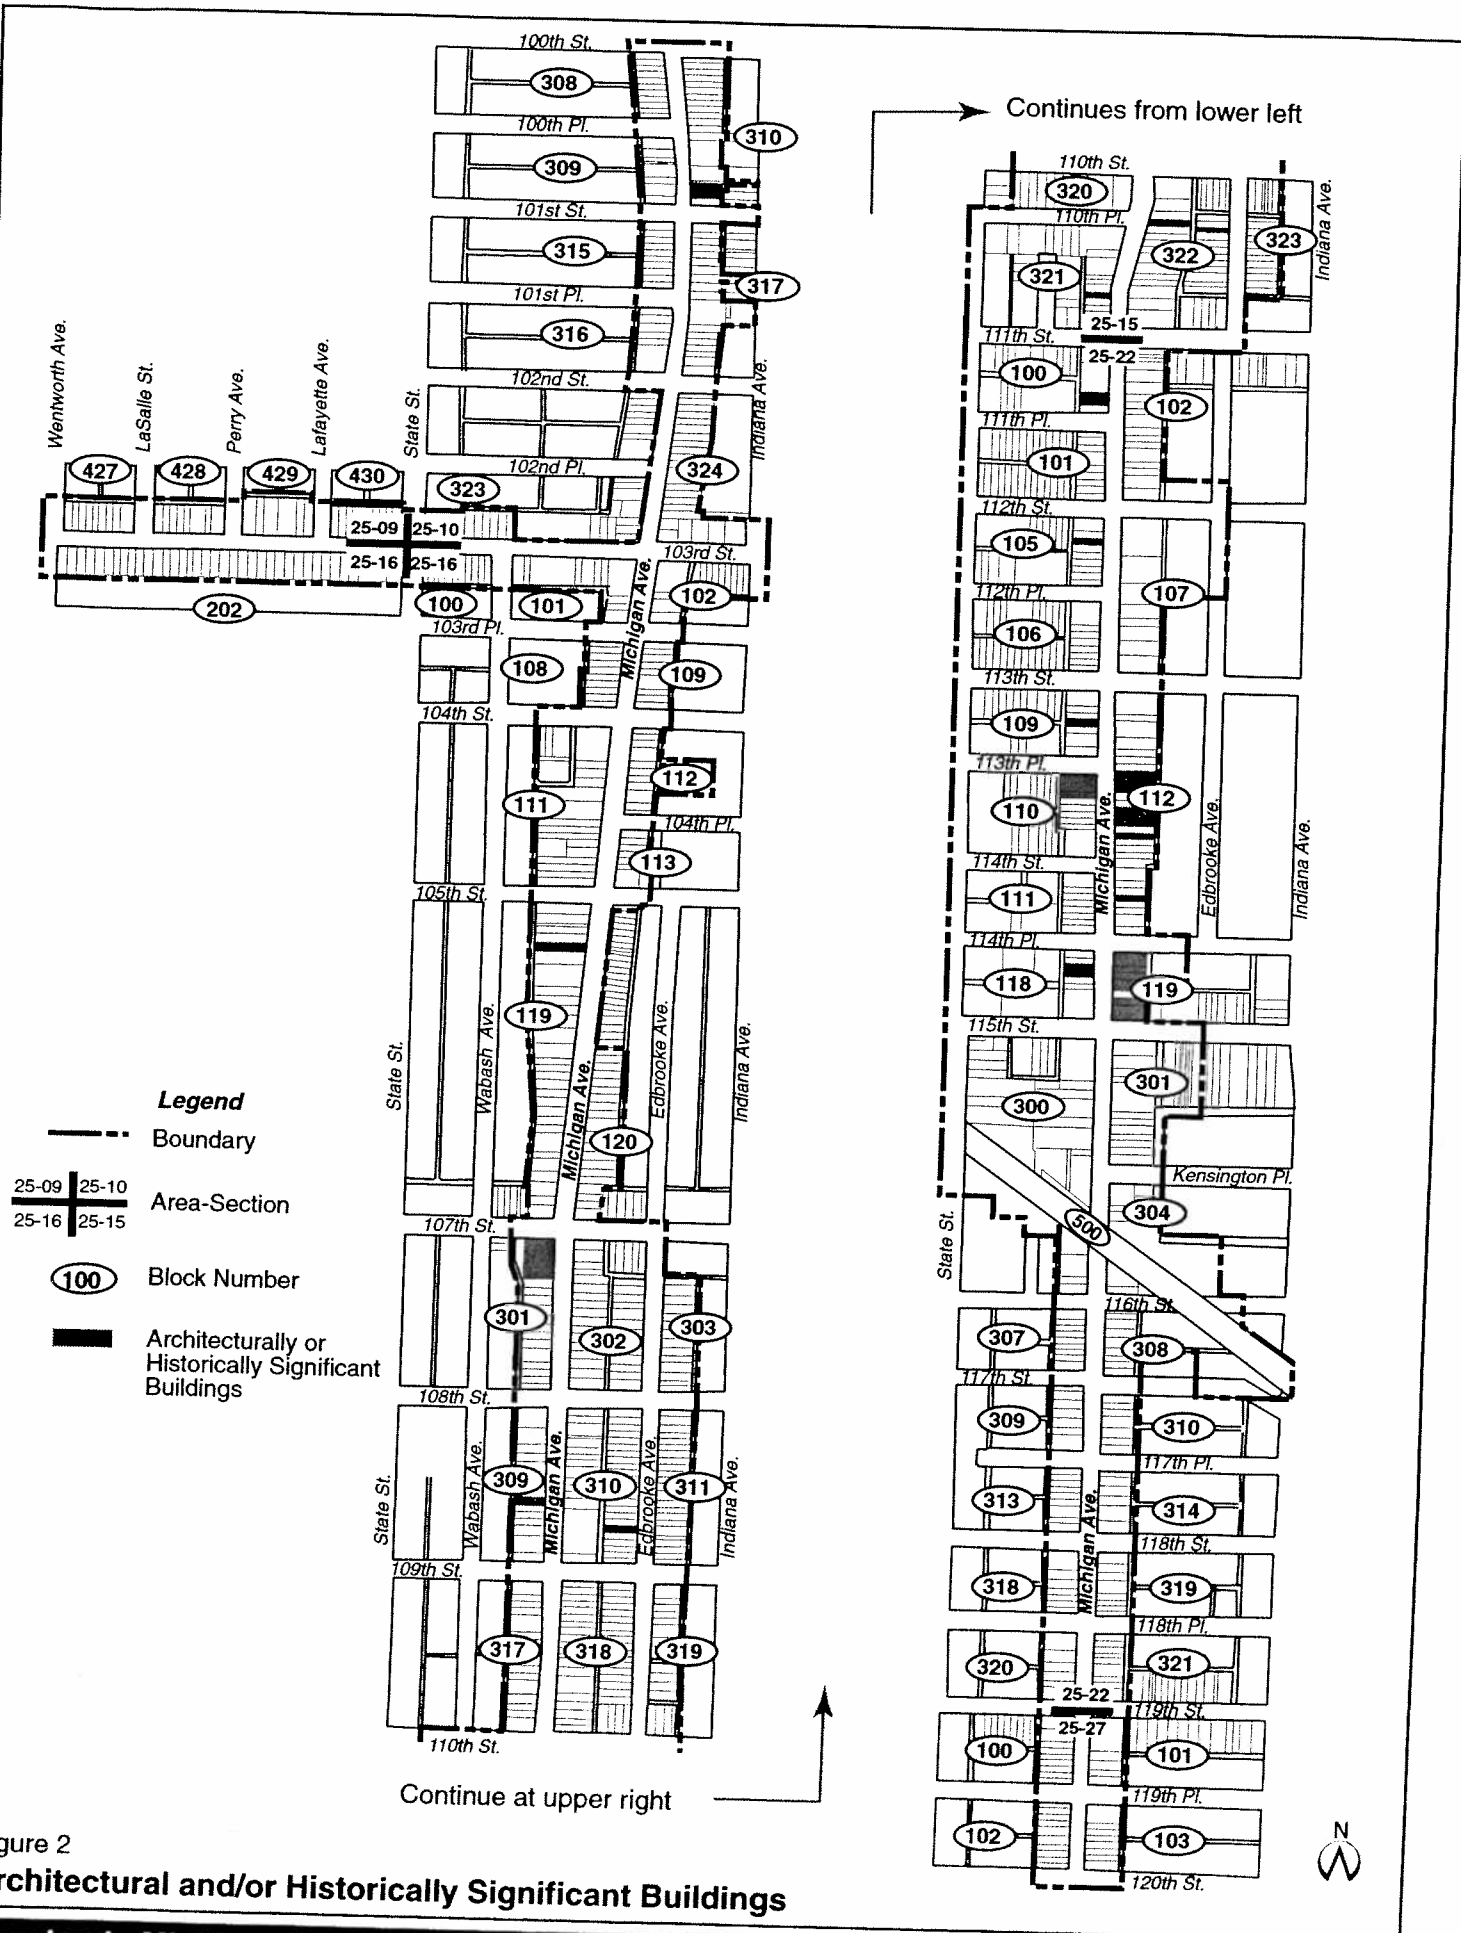 100th St.
308
100th Pl.
310
309
101st St.
315
317
101st Pl.
316
102nd St.
Wentworth Ave.
LaSalle St.
Perry Ave.
Lafayette Ave.
State St.
Indiana Ave.
427
428
429
430
102nd Pl.
323
324
25-09
25-10
103rd St.
25-16
25-16
202
100
101
102
103rd Pl.
Michigan Ave.
108
109
104th St.
112
111
104th Pl.
113
105th St.
119
State St.
Wabash Ave.
Michigan Ave.
Edbrooke Ave.
Indiana Ave.
120
107th St.
301
302
303
108th St.
309
310
311
State St.
Wabash Ave.
Michigan Ave.
Edbrooke Ave.
Indiana Ave.
109th St.
317
318
319
110th St.
Continue at upper right
Legend
Boundary
25-09
25-10
25-16
25-15
Area-Section
100
Block Number
Architecturally or
Historically Significant
Buildings
Continues from lower left
110th St.
320
110th Pl.
323
322
321
Indiana Ave.
25-15
111th St.
25-22
100
102
111th Pl.
101
112th St.
105
107
112th Pl.
106
113th St.
109
113th Pl.
110
112
Michigan Ave.
Edbrooke Ave.
Indiana Ave.
114th St.
111
114th Pl.
118
119
115th St.
301
300
Kensington Pl.
304
500
State St.
116th St.
307
308
117th St.
309
310
117th Pl.
313
314
Michigan Ave.
118th St.
318
319
118th Pl.
320
321
25-22
119th St.
25-27
100
101
119th Pl.
102
103
120th St.
N
gure 2
rchitectural and/or Historically Significant Buildings